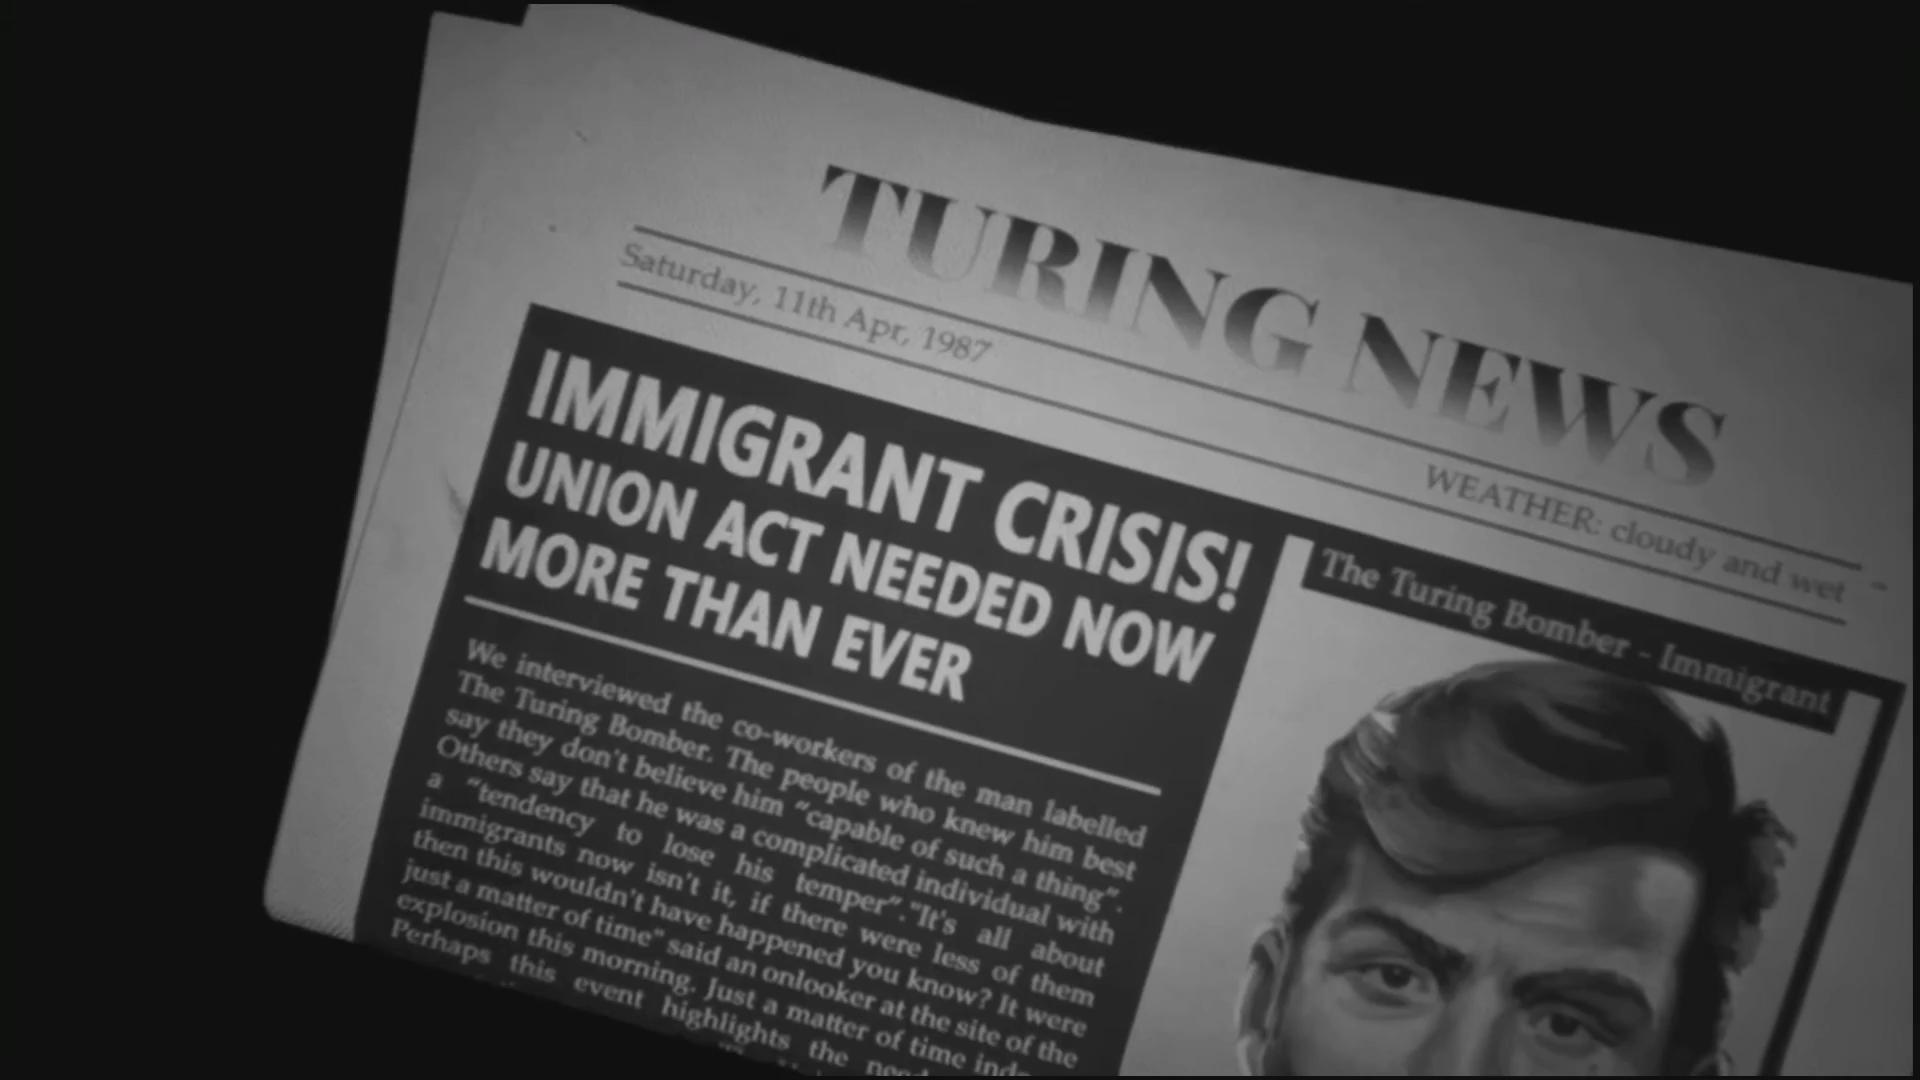 TURING NEWS
Saturday, 11th Apr, 1987
WEATHER: cloudy and wet
IMMIGRANT CRISIS!
UNION ACT NEEDED NOW
MORE THAN EVER
We interviewed the co-workers of the man labelled
The Turing Bomber. The people who knew him best
say they don't believe him “capable of such a thing”.
Others say that he was a complicated individual with
a “tendency to lose his temper”."It's all about
immigrants now isn't it, if there were less of them
then this wouldn't have happened you know? It were
just a matter of time" said an onlooker at the site of the
explosion this morning. Just a matter of time
Perhaps this event highlights the
The Turing Bomber - Immigrant